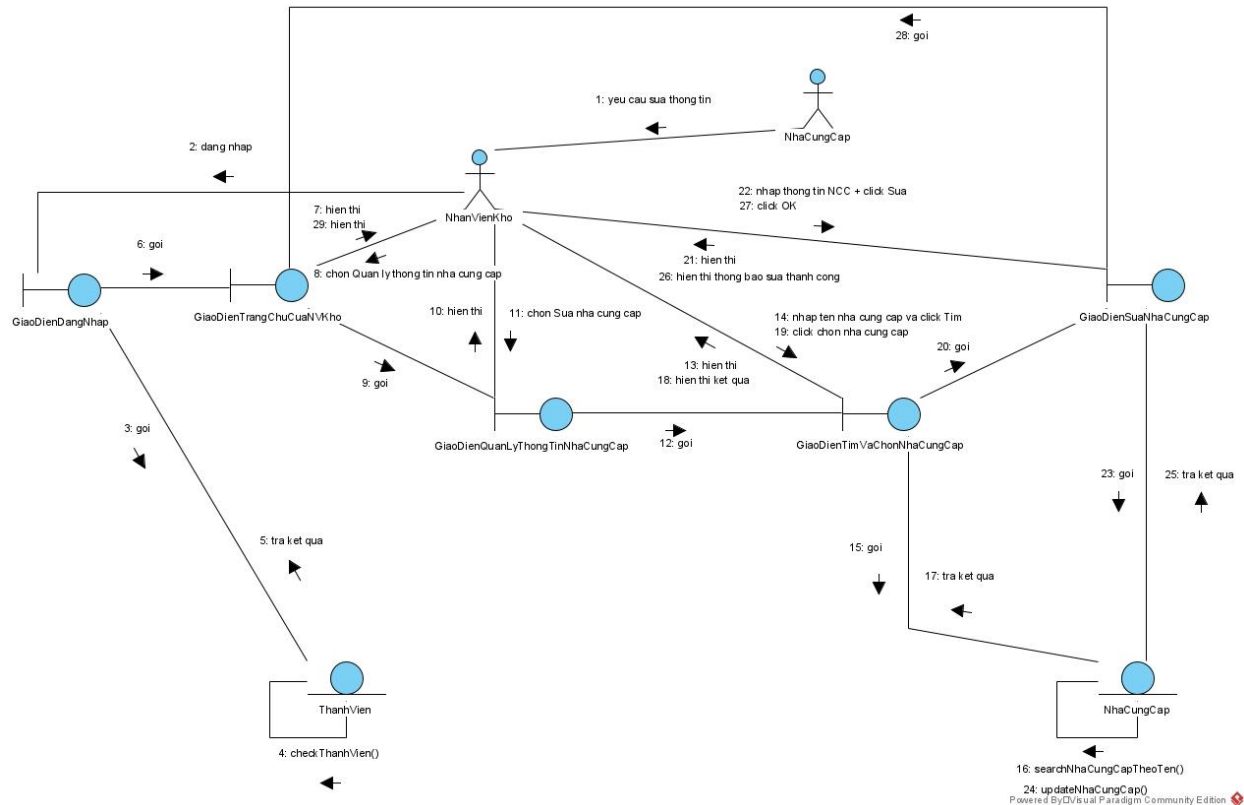 28: goi
1: yeu cau sua thong tin
NhaCungCap
2: dang nhap
22: nhap thong tin NCC + click Sua
27: click OK
7: hien thi
29: hien thi
NhanVienKho
6: goi
21: hien thi
8: chon Quan ly thong tin nha cung cap
26: hien thi thong bao sua thanh cong
GiaoDienDangNhap
GiaoDienTrangChuCuaNVKho
GiaoDienSuaNhaCungCap
10: hien thi
11: chon Sua nha cung cap
14: nhap ten nha cung cap va click Tim
19: click chon nha cung cap
20: goi
13: hien thi
18: hien thi ket qua
9: goi
3: goi
GiaoDienQuanLyThongTinNhaCungCap
12: goi
GiaoDienTimVaChonNhaCungCap
23: goi
25: tra ket qua
5: tra ket qua
15: goi
17: tra ket qua
ThanhVien
NhaCungCap
4: checkThanhVien()
16: searchNhaCungCapTheoTen()
24: updateNhaCungCap()
Powered By□Visual Paradigm Community Edition